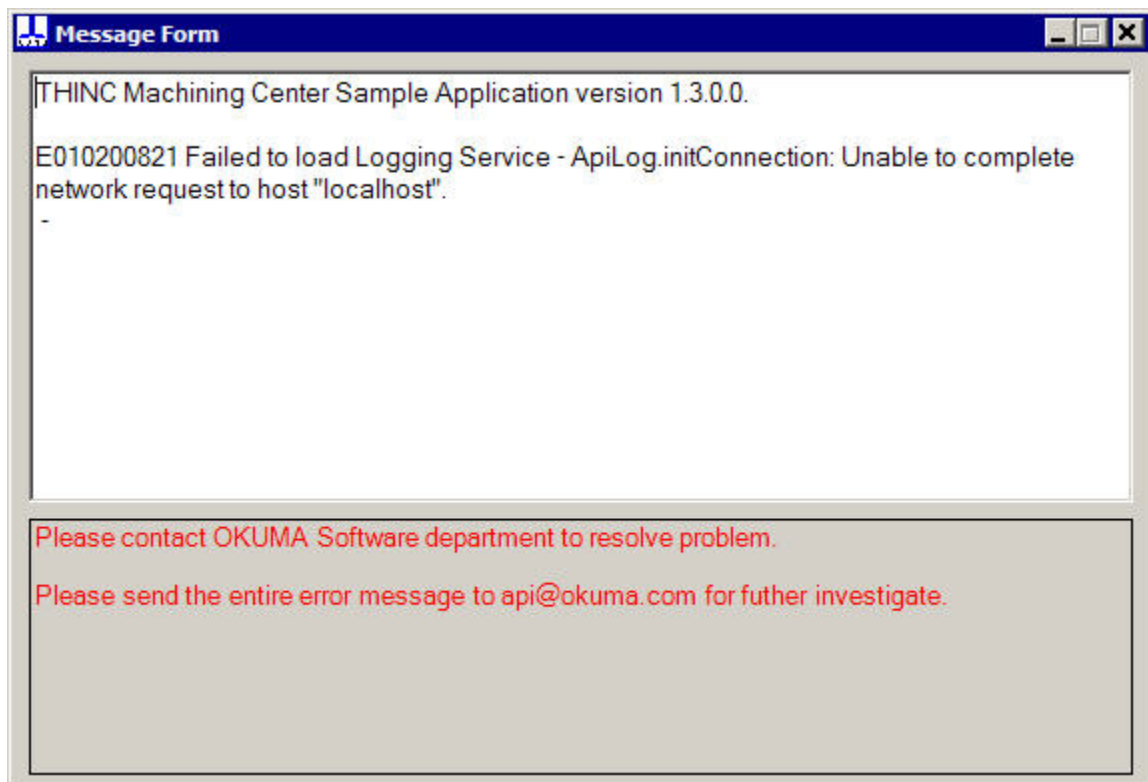 Message Form
THINC Machining Center Sample Application version 1.3.0.0.
E010200821 Failed to load Logging Service - ApiLog.initConnection: Unable to complete
network request to host "localhost".
-
Please contact OKUMA Software department to resolve problem.
Please send the entire error message to api@okuma.com for futher investigate.